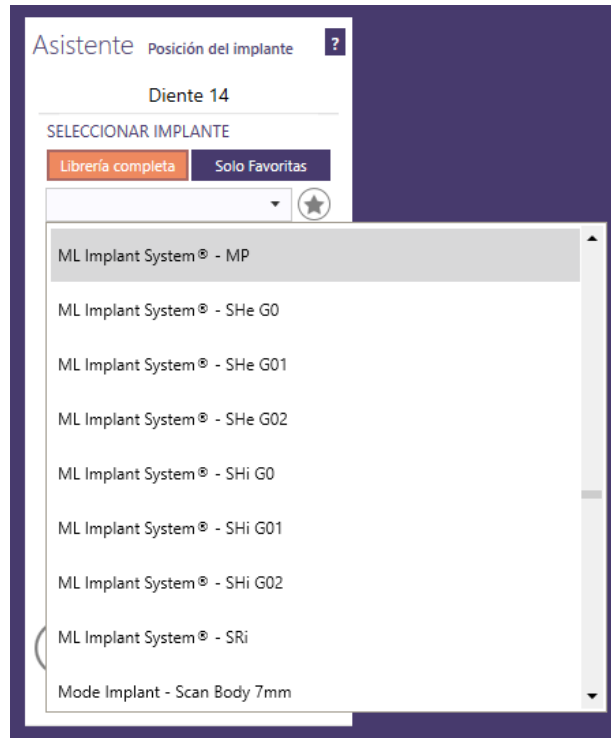 Asistente Posición del implante ?
Diente 14
SELECCIONAR IMPLANTE
Librería completa Solo Favoritas
ML Implant System® - MP
ML Implant System® - SHe G0
ML Implant System® - SHe G01
ML Implant System® - SHe G02
ML Implant System® - SHi G0
ML Implant System® - SHi G01
ML Implant System® - SHi G02
ML Implant System® - SRi
Mode Implant - Scan Body 7mm